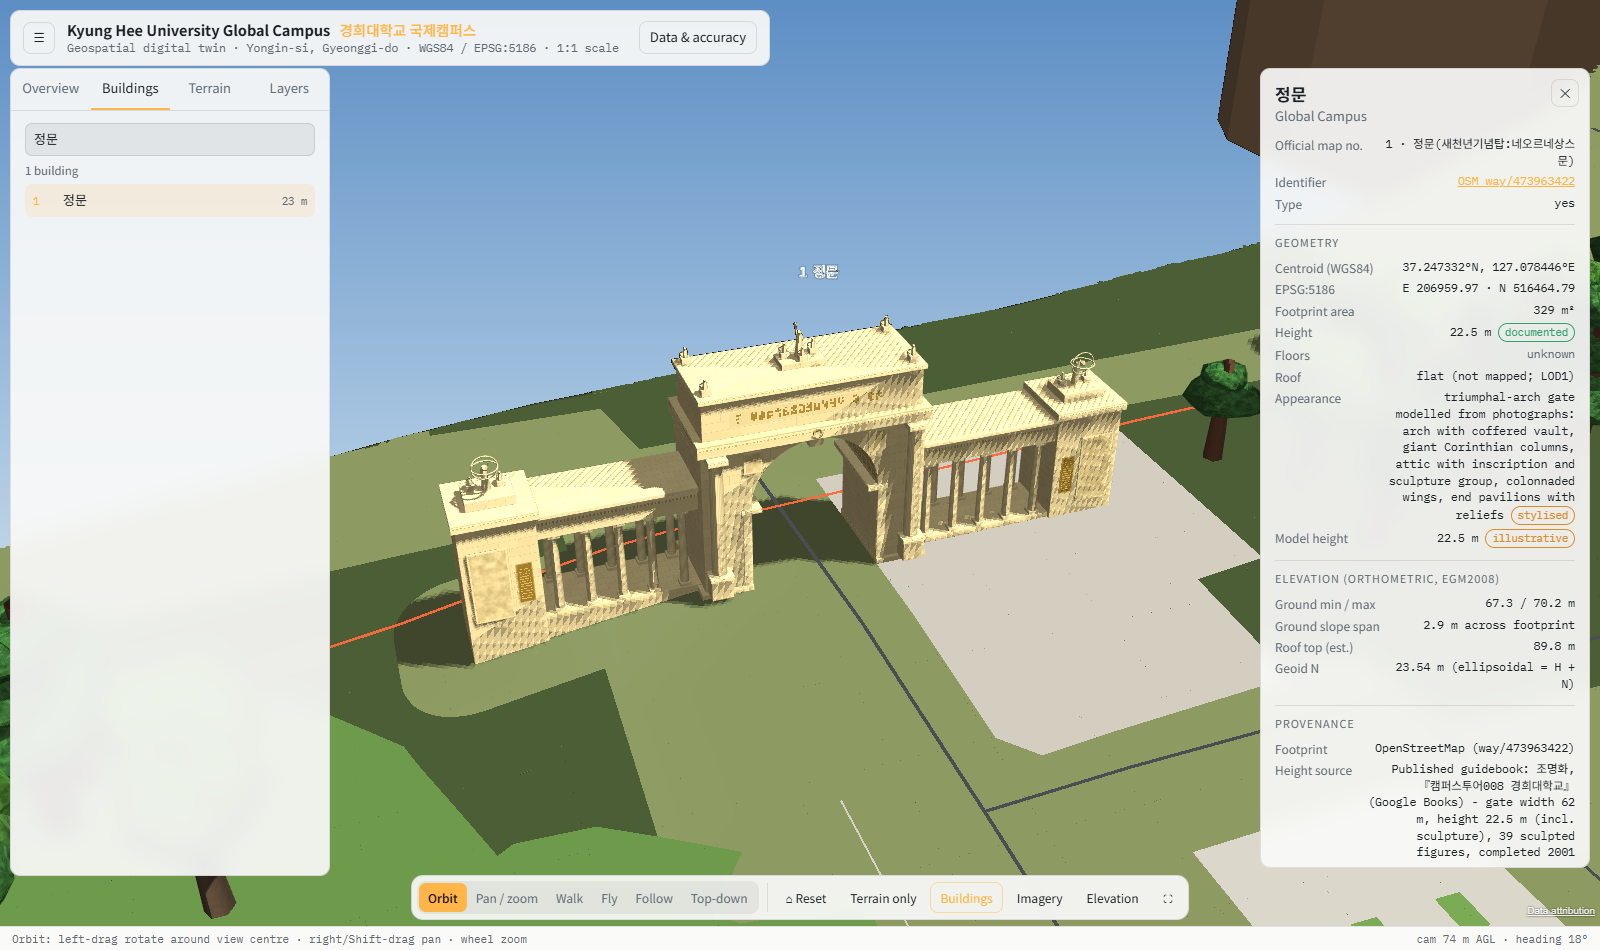 ☰ Kyung Hee University Global Campus 경희대학교 국제캠퍼스
Geospatial digital twin · Yongin-si, Gyeonggi-do · WGS84 / EPSG:5186 · 1:1 scale
Data & accuracy
Overview Buildings Terrain Layers
정문
1 building
1 정문 23 m
1 정문
정문
Global Campus
Official map no. 1 · 정문(새천년기념탑:네오르네상스
문)
Identifier OSM way/473963422
Type yes
GEOMETRY
Centroid (WGS84) 37.247332°N, 127.078446°E
EPSG:5186 E 206959.97 · N 516464.79
Footprint area 329 m²
Height 22.5 m documented
Floors unknown
Roof flat (not mapped; LOD1)
Appearance triumphal-arch gate
modelled from photographs:
arch with coffered vault,
giant Corinthian columns,
attic with inscription and
sculpture group, colonnaded
wings, end pavilions with
reliefs stylised
Model height 22.5 m illustrative
ELEVATION (ORTHOMETRIC, EGM2008)
Ground min / max 67.3 / 70.2 m
Ground slope span 2.9 m across footprint
Roof top (est.) 89.8 m
Geoid N 23.54 m (ellipsoidal = H +
N)
PROVENANCE
Footprint OpenStreetMap (way/473963422)
Height source Published guidebook: 조명화,
『캠퍼스투어008 경희대학교』
(Google Books) - gate width 62
m, height 22.5 m (incl.
sculpture), 39 sculpted
figures, completed 2001
Orbit Pan / zoom Walk Fly Follow Top-down ⌂ Reset Terrain only Buildings Imagery Elevation
Data attribution
Orbit: left-drag rotate around view centre · right/Shift-drag pan · wheel zoom
cam 74 m AGL · heading 18°